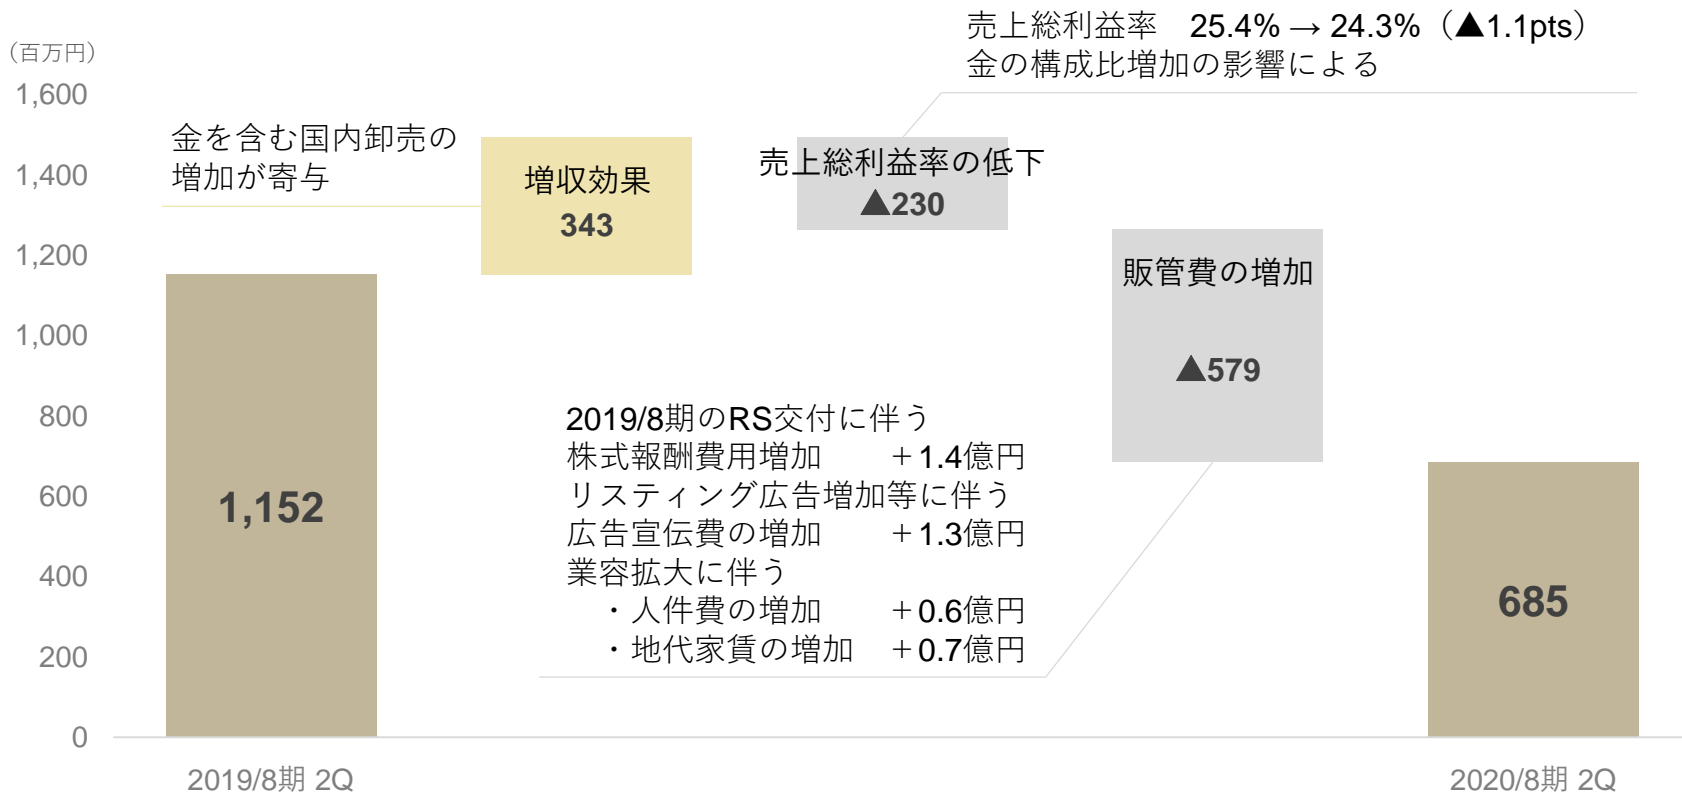 売上総利益率　25.4% → 24.3%（▲1.1pts）
金の構成比増加の影響による
（百万円）
1,600
1,400
1,200
1,000
800
600
400
200
0
金を含む国内卸売の
増加が寄与
増収効果
343
売上総利益率の低下
▲230
販管費の増加
▲579
2019/8期のRS交付に伴う
株式報酬費用増加　　＋1.4億円
リスティング広告増加等に伴う
広告宣伝費の増加　　＋1.3億円
業容拡大に伴う
・人件費の増加　　＋0.6億円
・地代家賃の増加　＋0.7億円
1,152
685
2019/8期 2Q
2020/8期 2Q